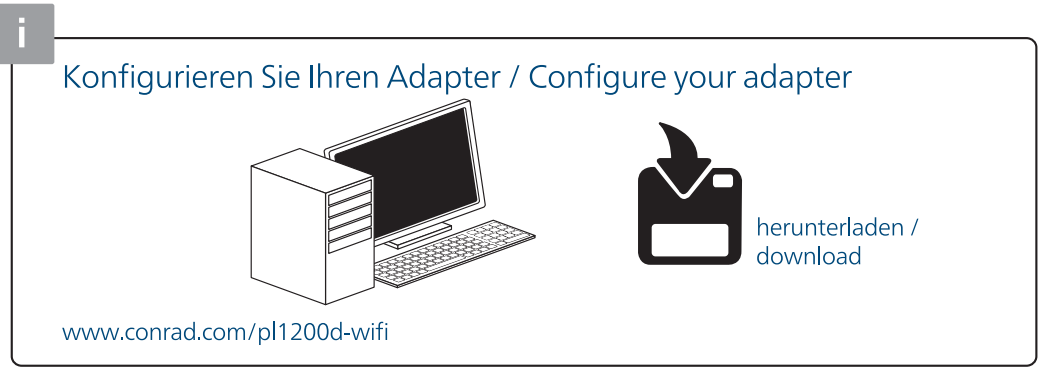 i
Konfigurieren Sie Ihren Adapter / Configure your adapter
herunterladen /
download
www.conrad.com/pl1200d-wifi